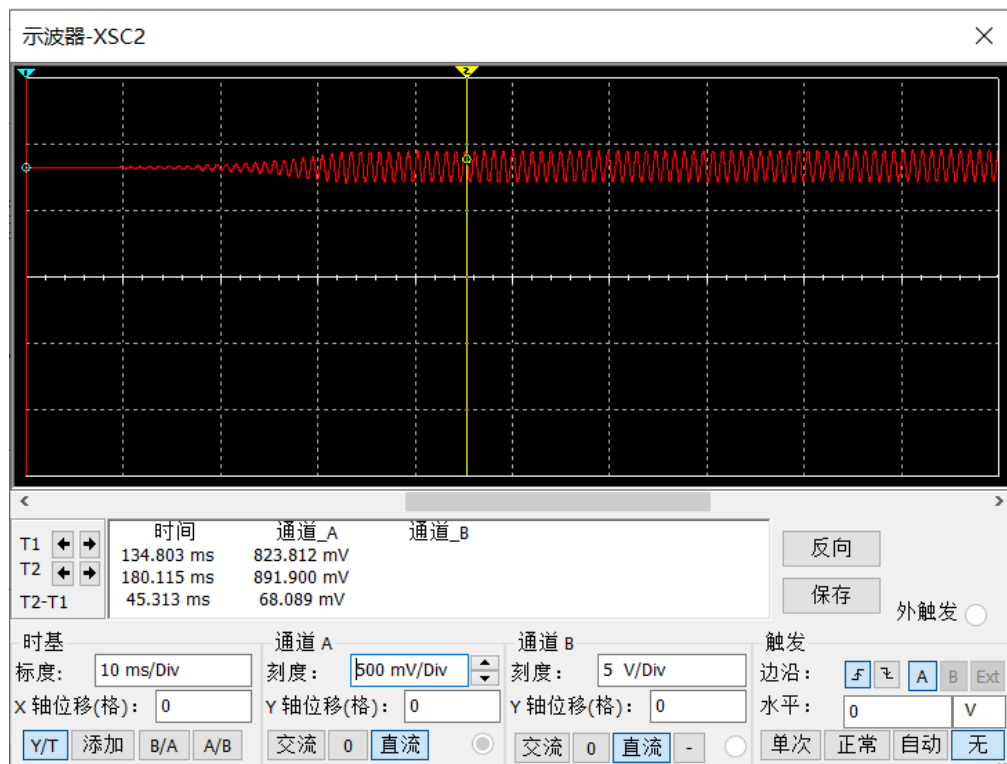 示波器-XSC2
1
2
时间 通道_A 通道_B
T1 134.803 ms 823.812 mV
T2 180.115 ms 891.900 mV
T2-T1 45.313 ms 68.089 mV
反向
保存
外触发
时基 通道 A 通道 B 触发
标度: 10 ms/Div 刻度: 500 mV/Div 刻度: 5 V/Div 边沿: A B Ext
X 轴位移(格): 0 Y 轴位移(格): 0 Y 轴位移(格): 0 水平: 0 V
Y/T 添加 B/A A/B 交流 0 直流 交流 0 直流 - 单次 正常 自动 无